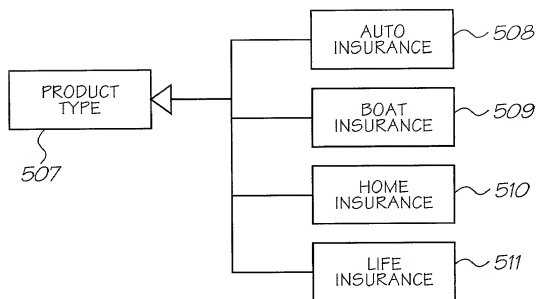 PRODUCT
TYPE
507
AUTO
INSURANCE
508
BOAT
INSURANCE
509
HOME
INSURANCE
510
LIFE
INSURANCE
511